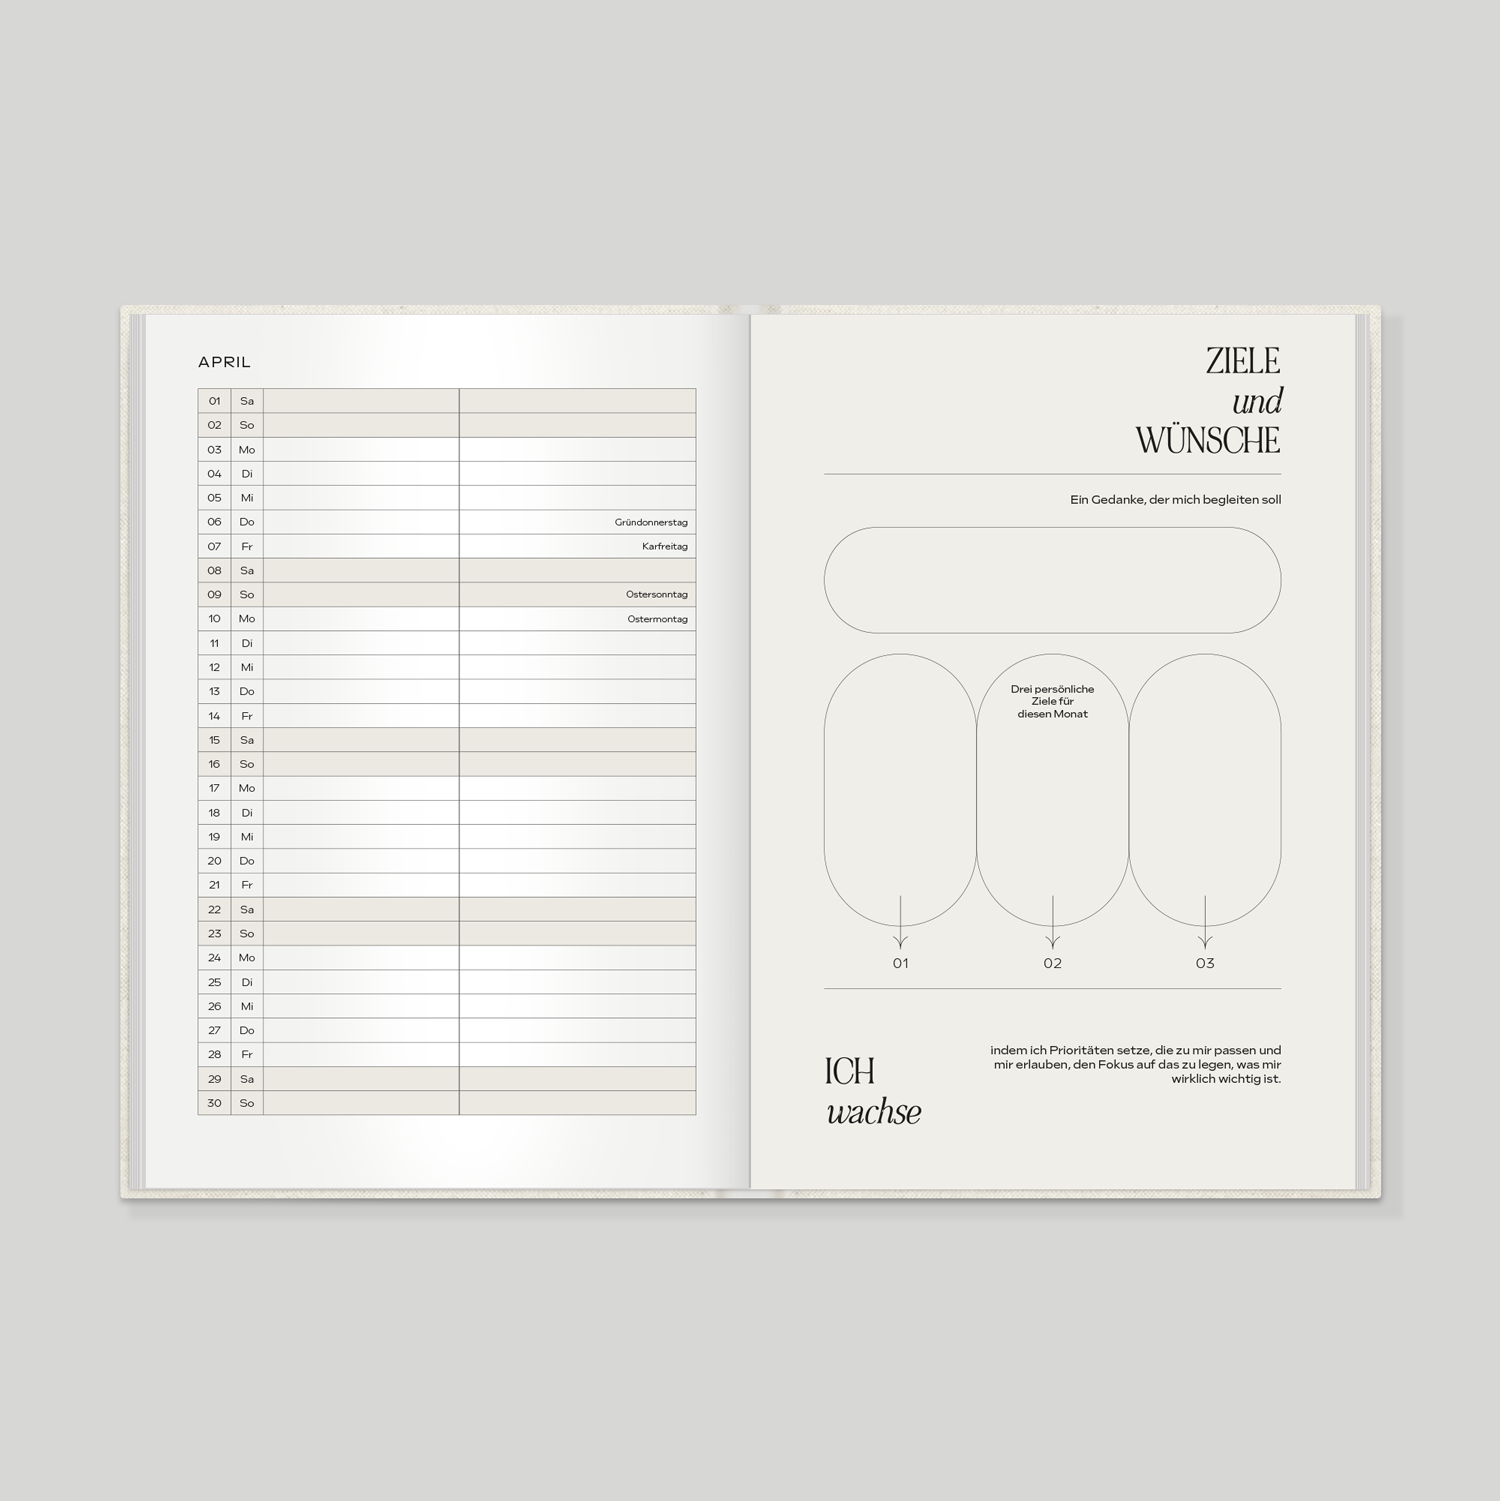 APRIL
01 Sa
02 So
03 Mo
04 Di
05 Mi
06 Do Gründonnerstag
07 Fr Karfreitag
08 Sa
09 So Ostersonntag
10 Mo Ostermontag
11 Di
12 Mi
13 Do
14 Fr
15 Sa
16 So
17 Mo
18 Di
19 Mi
20 Do
21 Fr
22 Sa
23 So
24 Mo
25 Di
26 Mi
27 Do
28 Fr
29 Sa
30 So
ZIELE
und
WÜNSCHE
Ein Gedanke, der mich begleiten soll
Drei persönliche
Ziele für
diesen Monat
01 02 03
ICH
wachse
indem ich Prioritäten setze, die zu mir passen und
mir erlauben, den Fokus auf das zu legen, was mir
wirklich wichtig ist.